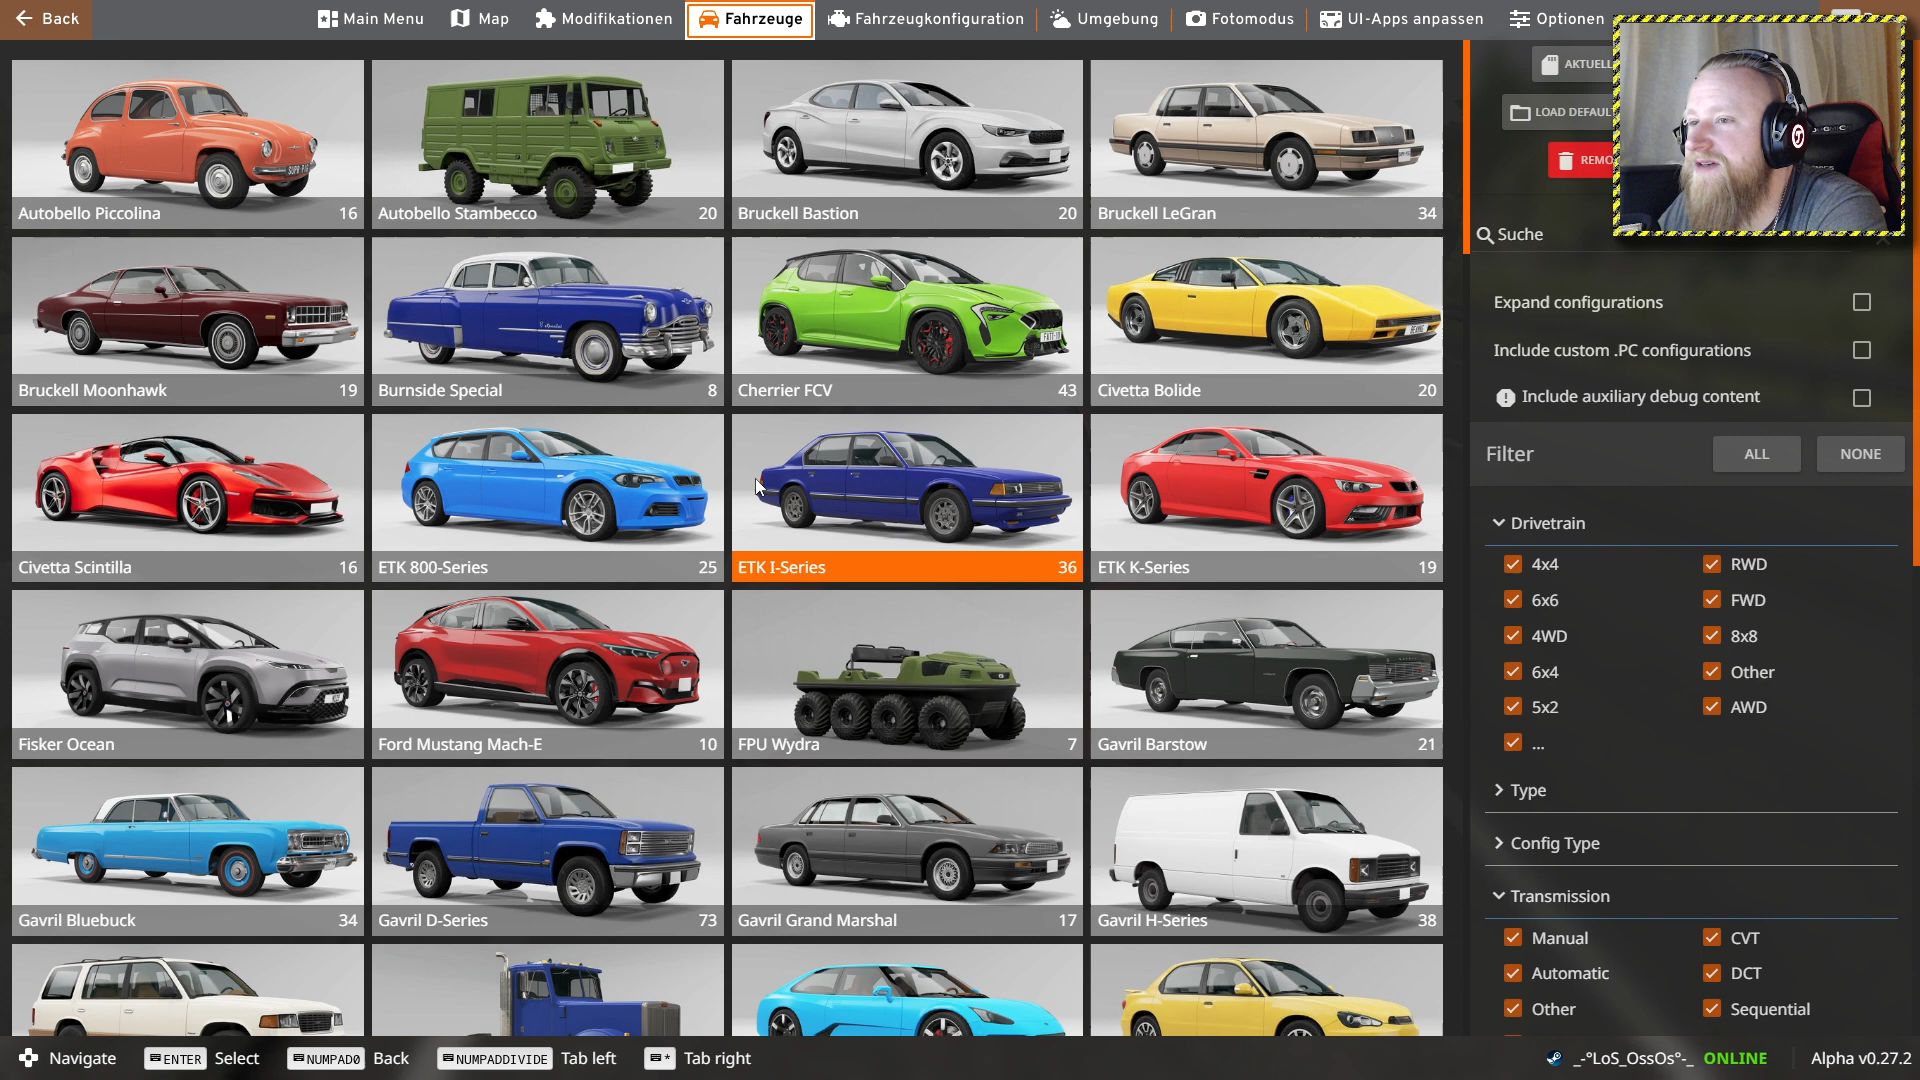 Back
Main Menu
Map
Modifikationen
Fahrzeuge
Fahrzeugkonfiguration
Umgebung
Fotomodus
UI-Apps anpassen
Optionen
Autobello Piccolina 16
Autobello Stambecco 20
Bruckell Bastion 20
Bruckell LeGran 34
Bruckell Moonhawk 19
Burnside Special 8
Cherrier FCV 43
Civetta Bolide 20
Civetta Scintilla 16
ETK 800-Series 25
ETK I-Series 36
ETK K-Series 19
Fisker Ocean
Ford Mustang Mach-E 10
FPU Wydra 7
Gavril Barstow 21
Gavril Bluebuck 34
Gavril D-Series 73
Gavril Grand Marshal 17
Gavril H-Series 38
AKTUELL
LOAD DEFAUL
REMO
Suche
Expand configurations
Include custom .PC configurations
Include auxiliary debug content
Filter
ALL
NONE
Drivetrain
4x4 RWD
6x6 FWD
4WD 8x8
6x4 Other
5x2 AWD
...
Type
Config Type
Transmission
Manual CVT
Automatic DCT
Other Sequential
Navigate
ENTER Select
NUMPAD0 Back
NUMPADDIVIDE Tab left
* Tab right
_-°LoS_OssOs°-_ ONLINE
Alpha v0.27.2